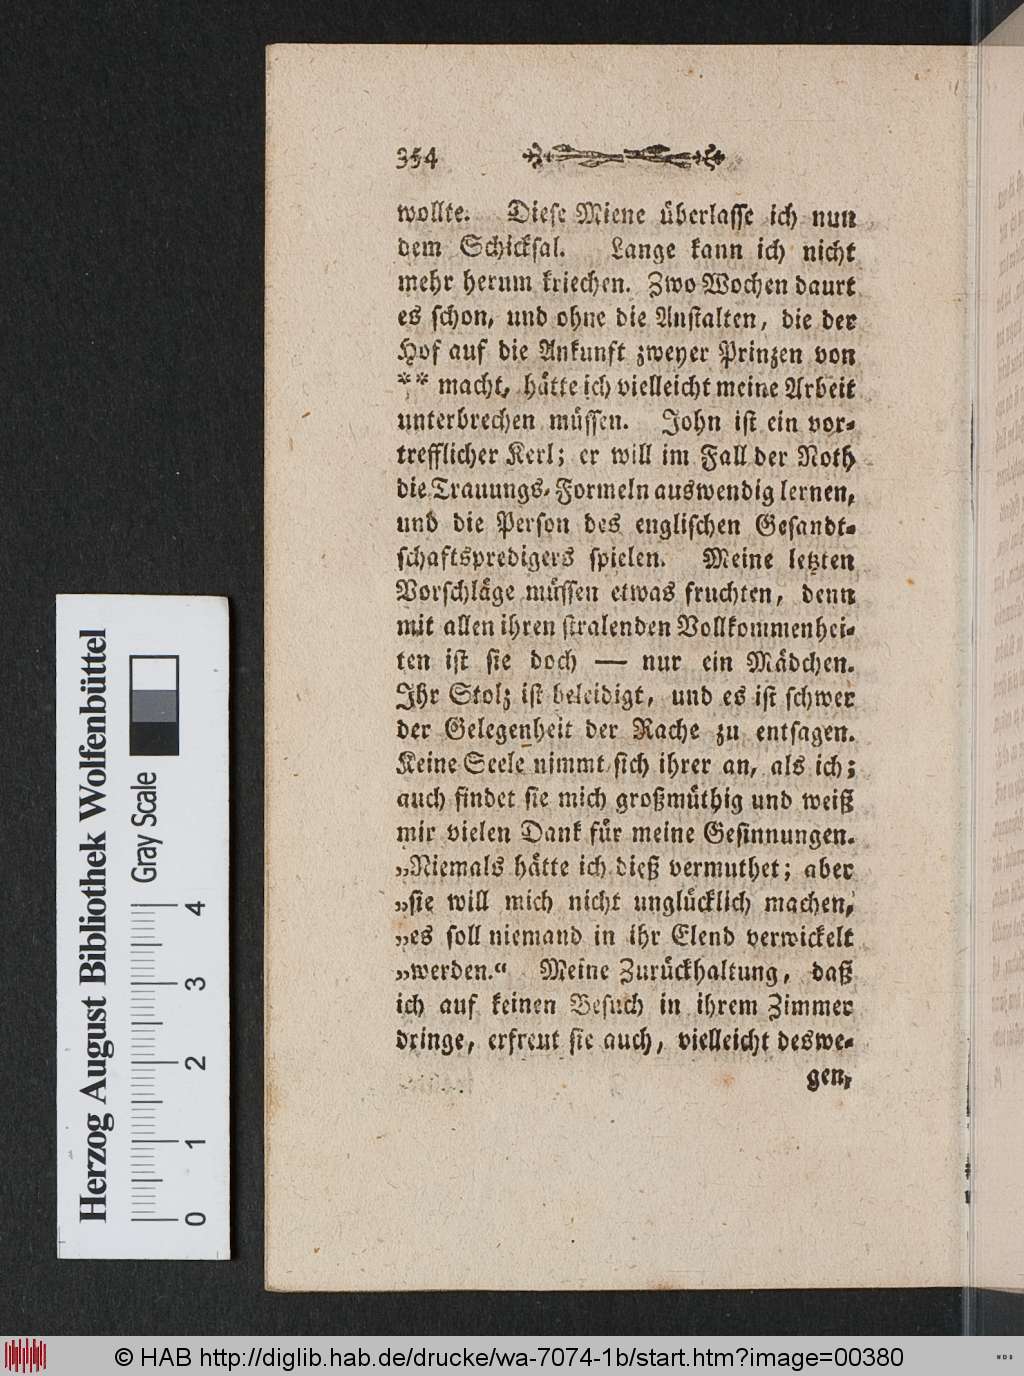 354
wollte. Diese Miene überlasse ich nun
dem Schicksal. Lange kann ich nicht
mehr herum kriechen. Zwo Wochen daurt
es schon, und ohne die Anstalten, die der
Hof auf die Ankunft zweyer Prinzen von
** macht, hätte ich vielleicht meine Arbeit
unterbrechen müssen. John ist ein vor-
trefflicher Kerl; er will im Fall der Noth
die Trauungs-Formeln auswendig lernen,
und die Person des englischen Gesandt-
schaftspredigers spielen. Meine letzten
Vorschläge müssen etwas fruchten, denn
mit allen ihren stralenden Vollkommenhei-
ten ist sie doch — nur ein Mädchen.
Ihr Stolz ist beleidigt, und es ist schwer
der Gelegenheit der Rache zu entsagen.
Keine Seele nimmt sich ihrer an, als ich;
auch findet sie mich großmüthig und weiß
mir vielen Dank für meine Gesinnungen.
„Niemals hätte ich dieß vermuthet; aber
„sie will mich nicht unglücklich machen,
„es soll niemand in ihr Elend verwickelt
„werden.“ Meine Zurückhaltung, daß
ich auf keinen Besuch in ihrem Zimmer
dringe, erfreut sie auch, vielleicht deswe-
gen,
Herzog August Bibliothek Wolfenbüttel
Gray Scale
0 1 2 3 4
© HAB http://diglib.hab.de/drucke/wa-7074-1b/start.htm?image=00380